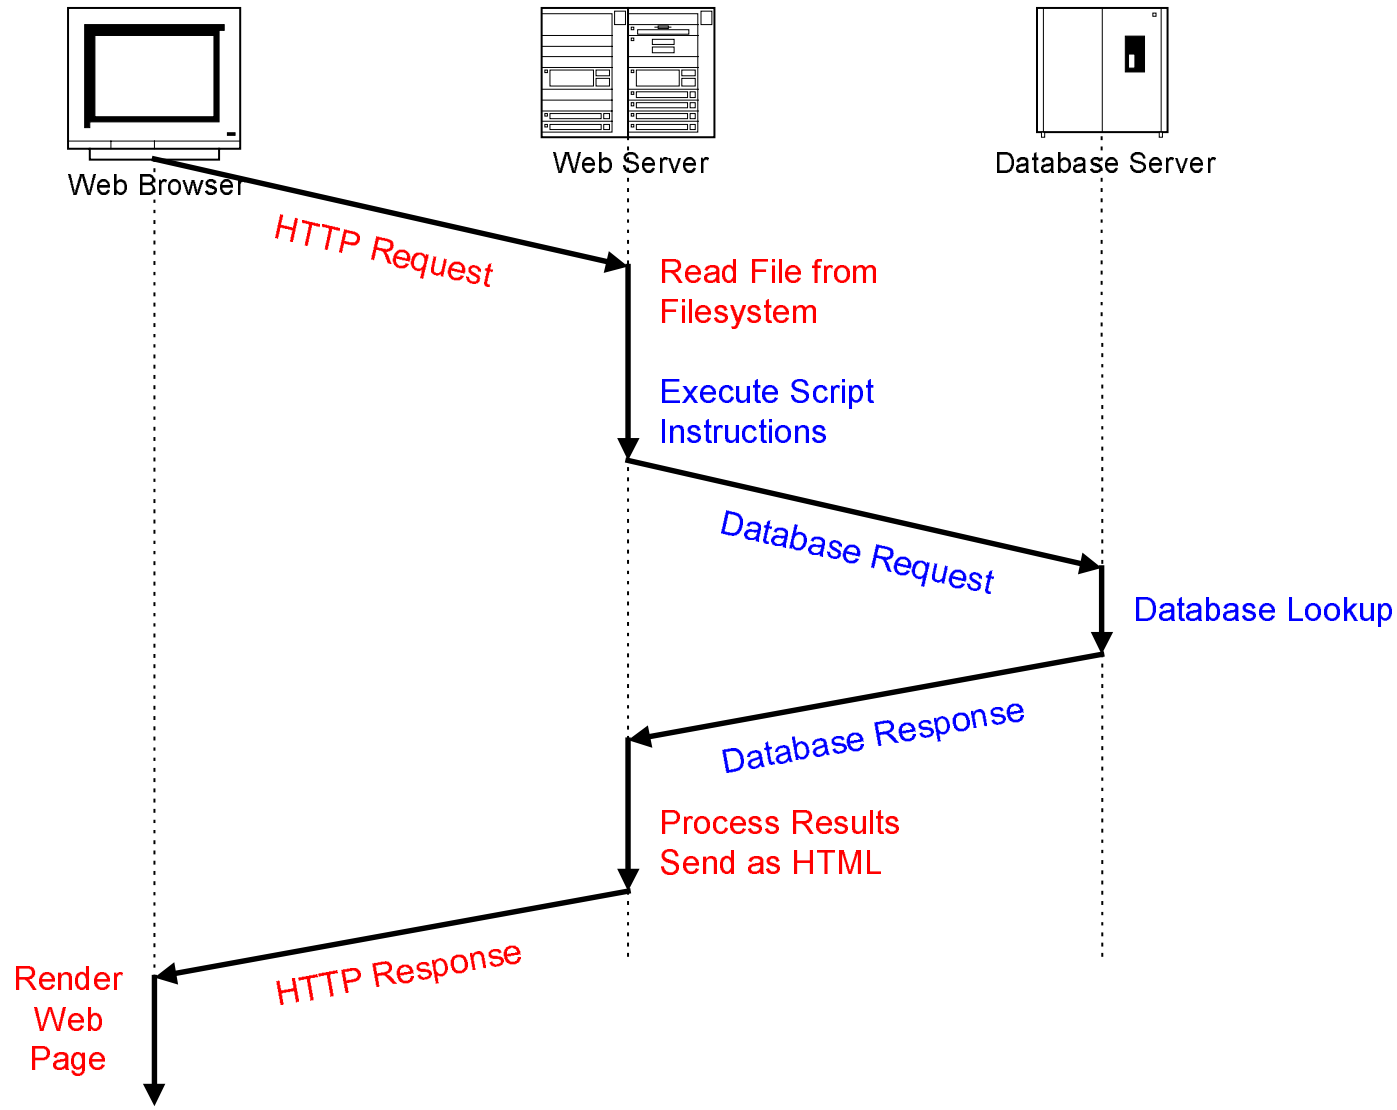 Web Browser
Web Server
Database Server
HTTP Request
Read File from
Filesystem
Execute Script
Instructions
Database Request
Database Lookup
Database Response
Process Results
Send as HTML
HTTP Response
Render
Web
Page